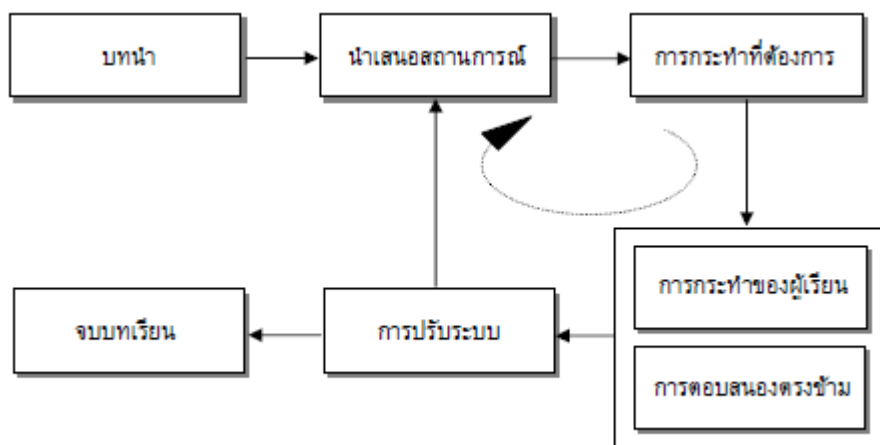 บทนำ
นำเสนอสถานการณ์
การกระทำที่ต้องการ
การกระทำของผู้เรียน
การตอบสนองตรงข้าม
การปรับระบบ
จบบทเรียน